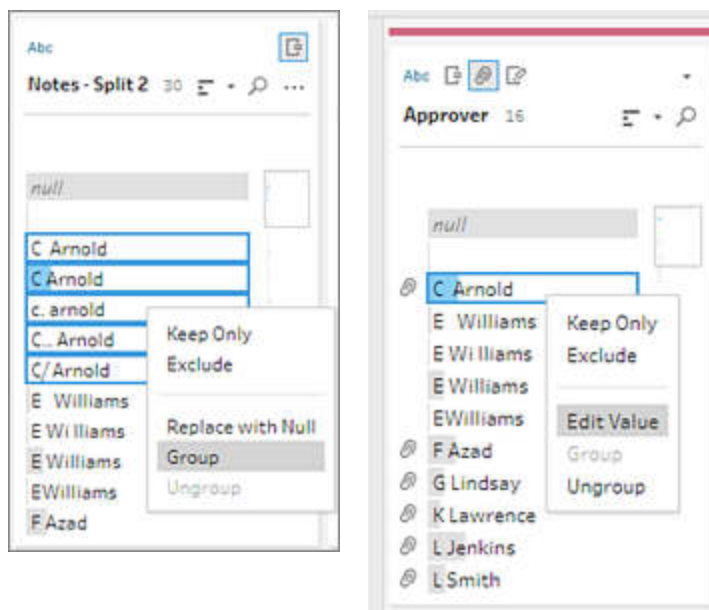 Abc
Notes - Split 2 30
null
C Arnold
C Arnold
c. arnold
C.. Arnold
C/ Arnold
E Williams
E Wi lliams
E Williams
EWilliams
F Azad
Keep Only
Exclude
Replace with Null
Group
Ungroup
Abc
Approver 16
null
C Arnold
E Williams
E Wi lliams
E Williams
EWilliams
F Azad
G Lindsay
K Lawrence
L Jenkins
L Smith
Keep Only
Exclude
Edit Value
Group
Ungroup